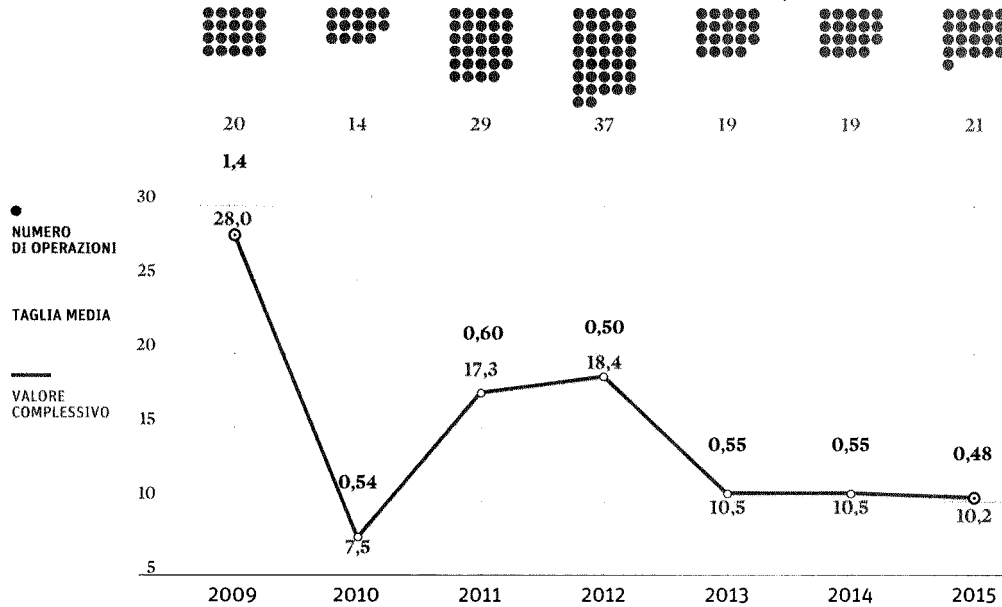 20 14 29 37 19 19 21
1,4
30
28,0
NUMERO
DI OPERAZIONI
25
TAGLIA MEDIA
0,60 0,50
20
17,3 18,4
VALORE
COMPLESSIVO
15
0,54 0,55 0,55 0,48
10
7,5 10,5 10,5 10,2
5
2009 2010 2011 2012 2013 2014 2015